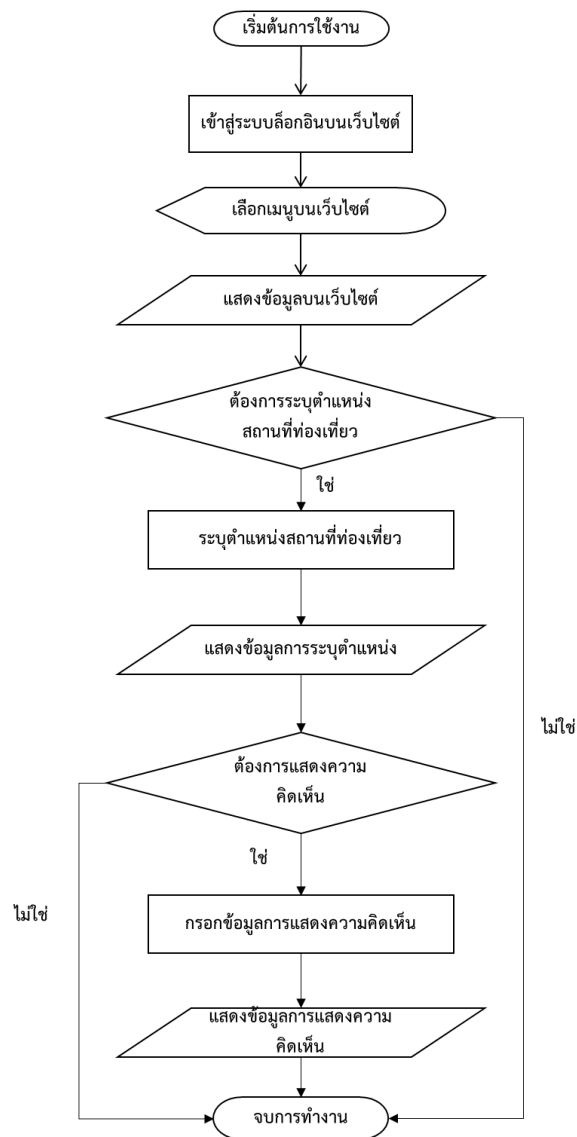 เริ่มต้นการใช้งาน
เข้าสู่ระบบล็อกอินบนเว็บไซต์
เลือกเมนูบนเว็บไซต์
แสดงข้อมูลบนเว็บไซต์
ต้องการระบุตำแหน่ง
สถานที่ท่องเที่ยว
ใช่
ระบุตำแหน่งสถานที่ท่องเที่ยว
แสดงข้อมูลการระบุตำแหน่ง
ไม่ใช่
ต้องการแสดงความ
คิดเห็น
ใช่
ไม่ใช่
กรอกข้อมูลการแสดงความคิดเห็น
แสดงข้อมูลการแสดงความ
คิดเห็น
จบการทำงาน